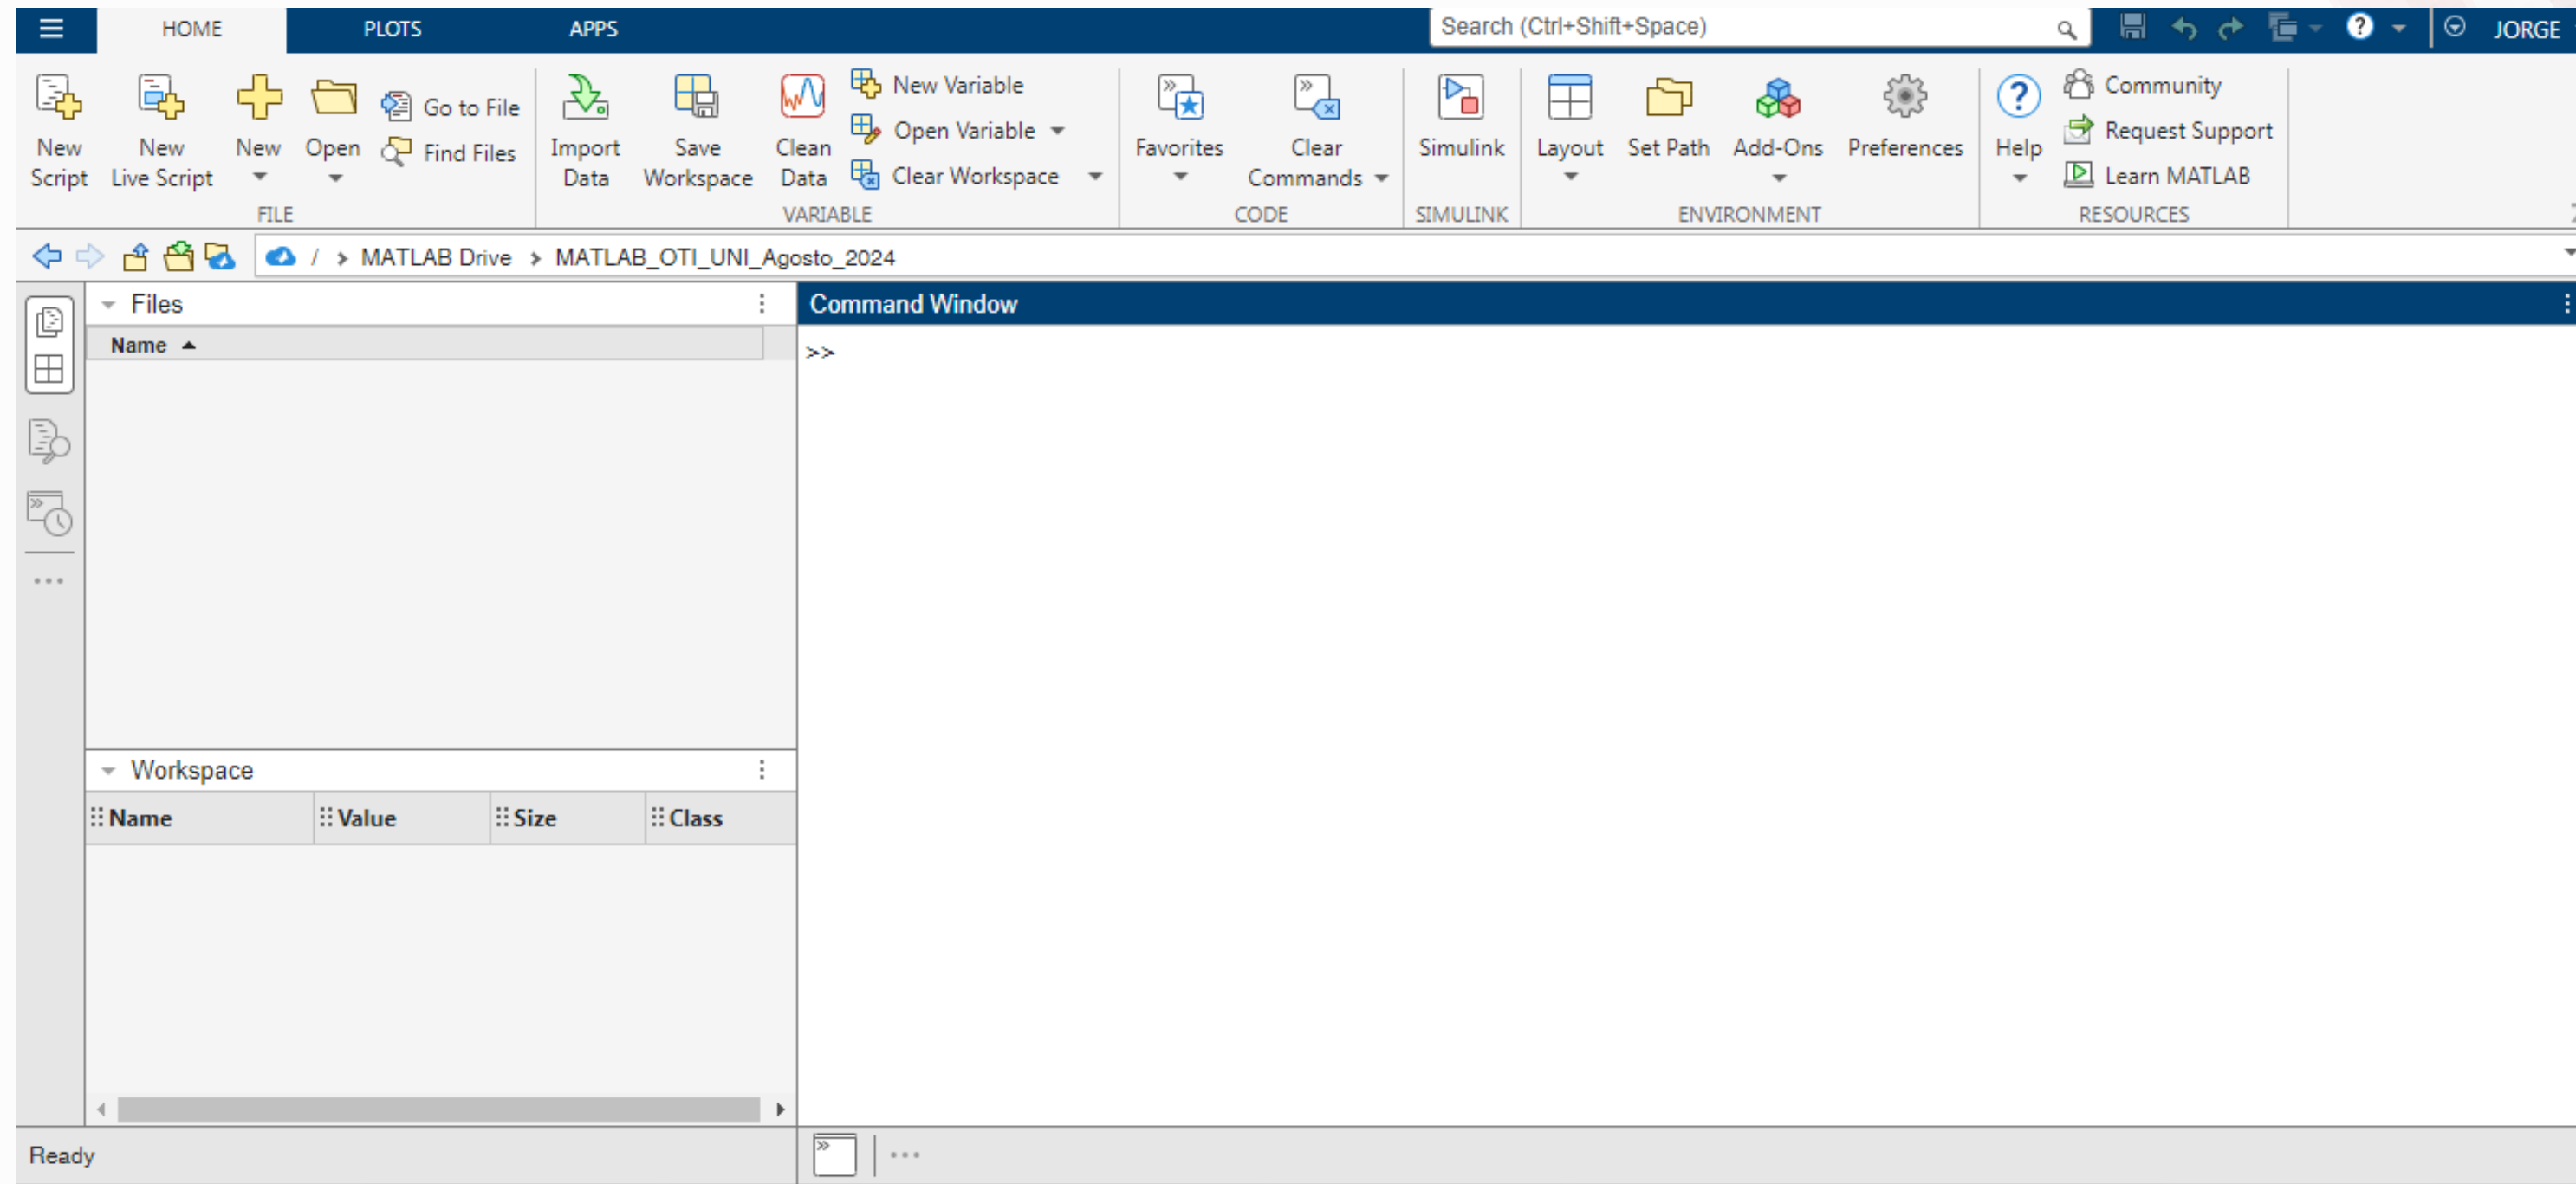 HOME PLOTS APPS Search (Ctrl+Shift+Space) ? JORGE
New Script
New Live Script
New
Open
Go to File
Find Files
FILE
Import Data
Save Workspace
Clean Data
New Variable
Open Variable
Clear Workspace
VARIABLE
Favorites
Clear Commands
CODE
Simulink
SIMULINK
Layout
Set Path
Add-Ons
Preferences
ENVIRONMENT
? Help
Community
Request Support
Learn MATLAB
RESOURCES
/ > MATLAB Drive > MATLAB_OTI_UNI_Agosto_2024
Files
Name
Workspace
Name Value Size Class
Command Window
>>
Ready